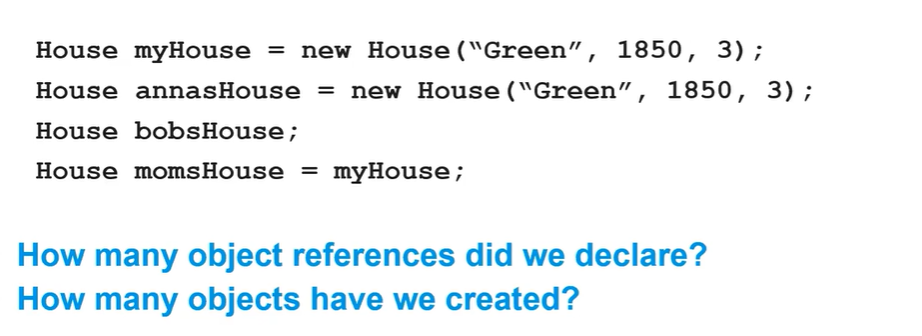 House myHouse = new House(“Green”, 1850, 3);
House annasHouse = new House(“Green”, 1850, 3);
House bobsHouse;
House momsHouse = myHouse;
How many object references did we declare?
How many objects have we created?